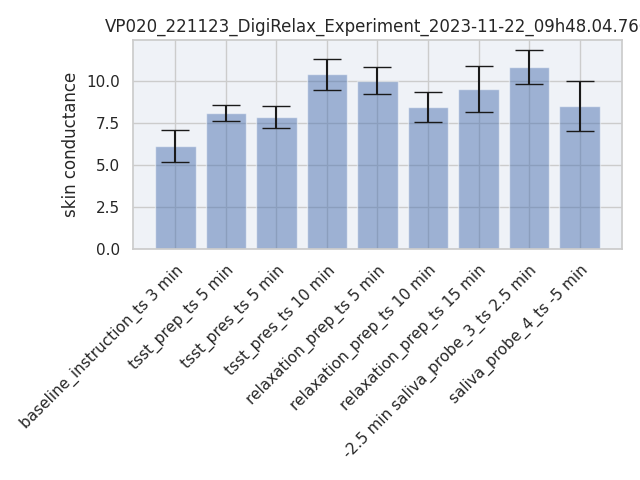 VP020_221123_DigiRelax_Experiment_2023-11-22_09h48.04.76
skin conductance
10.0
7.5
5.0
2.5
0.0
baseline_instruction_ts 3 min
tsst_prep_ts 5 min
tsst_pres_ts 5 min
tsst_pres_ts 10 min
relaxation_prep_ts 5 min
relaxation_prep_ts 10 min
relaxation_prep_ts 15 min
-2.5 min saliva_probe_3_ts 2.5 min
saliva_probe_4_ts -5 min